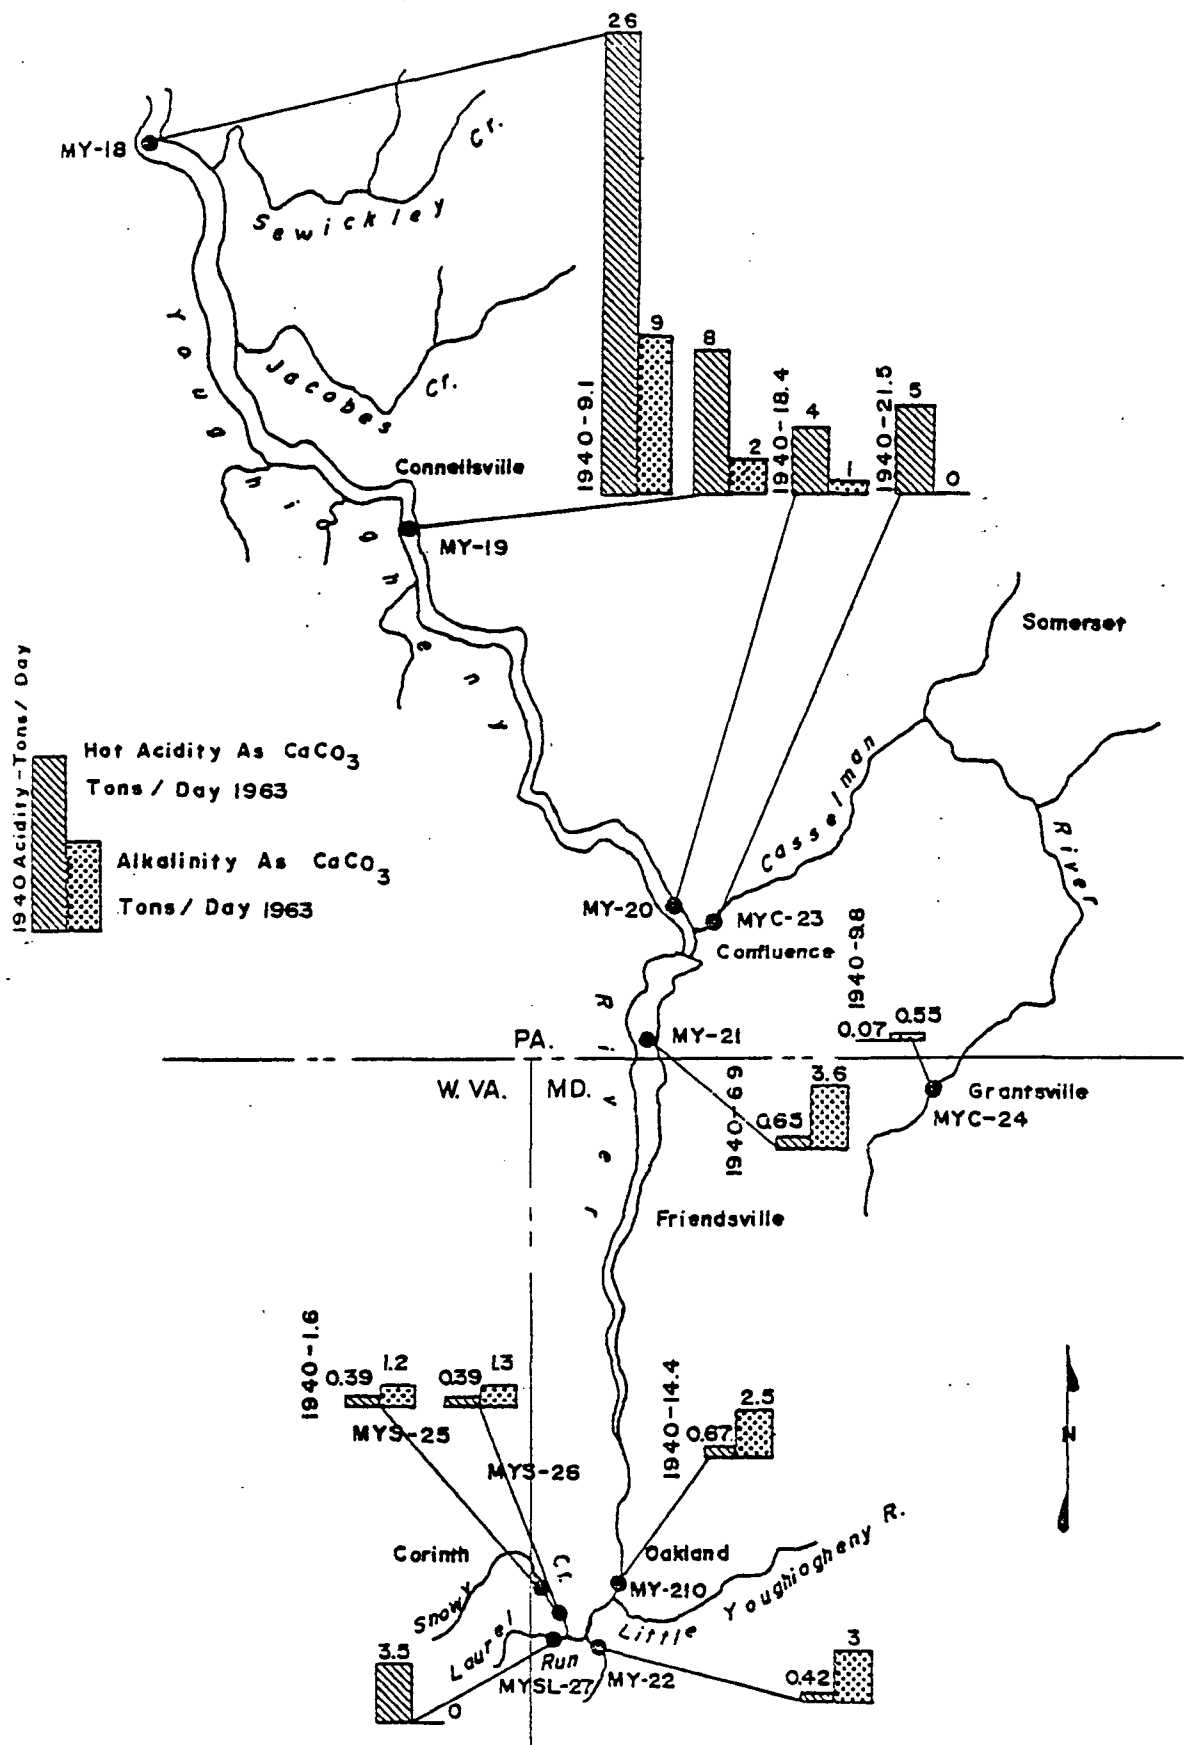 26
MY-18
Cr.
Sewickley
Youghiogheny
9
8
2
4
1
5
0
1940-9.1
1940-18.4
1940-21.5
Jacobes Cr.
Connellsville
MY-19
Somerset
1940 Acidity-Tons/Day
Hot Acidity As CaCO3
Tons/Day 1963
Alkalinity As CaCO3
Tons/Day 1963
Casselman
River
MY-20
MYC-23
Confluence
1940-9.8
0.07
0.55
River
MY-21
PA.
W. VA.
MD.
1940-0.69
0.65
3.6
Grantsville
MYC-24
Friendsville
1940-1.6
0.39
1.2
0.39
1.3
MYS-25
MYS-26
1940-14.4
0.67
2.5
N
Corinth
Snowy
Cr.
Oakland
MY-210
Little Youghiogheny R.
Laurel
Run
MYSL-27
MY-22
3.5
0
0.42
3